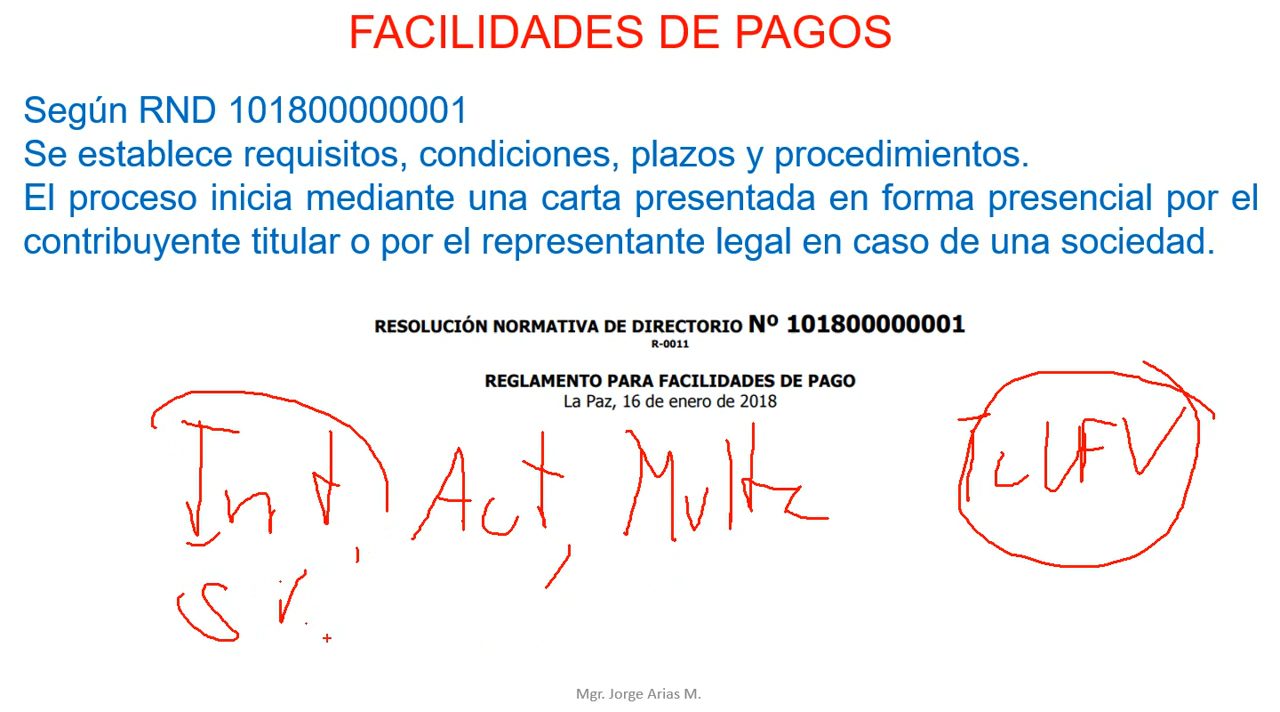 FACILIDADES DE PAGOS
Según RND 101800000001
Se establece requisitos, condiciones, plazos y procedimientos.
El proceso inicia mediante una carta presentada en forma presencial por el
contribuyente titular o por el representante legal en caso de una sociedad.
RESOLUCIÓN NORMATIVA DE DIRECTORIO Nº 101800000001
R-0011
REGLAMENTO PARA FACILIDADES DE PAGO
La Paz, 16 de enero de 2018
Int, Act, Multa TcUFV
Mgr. Jorge Arias M.